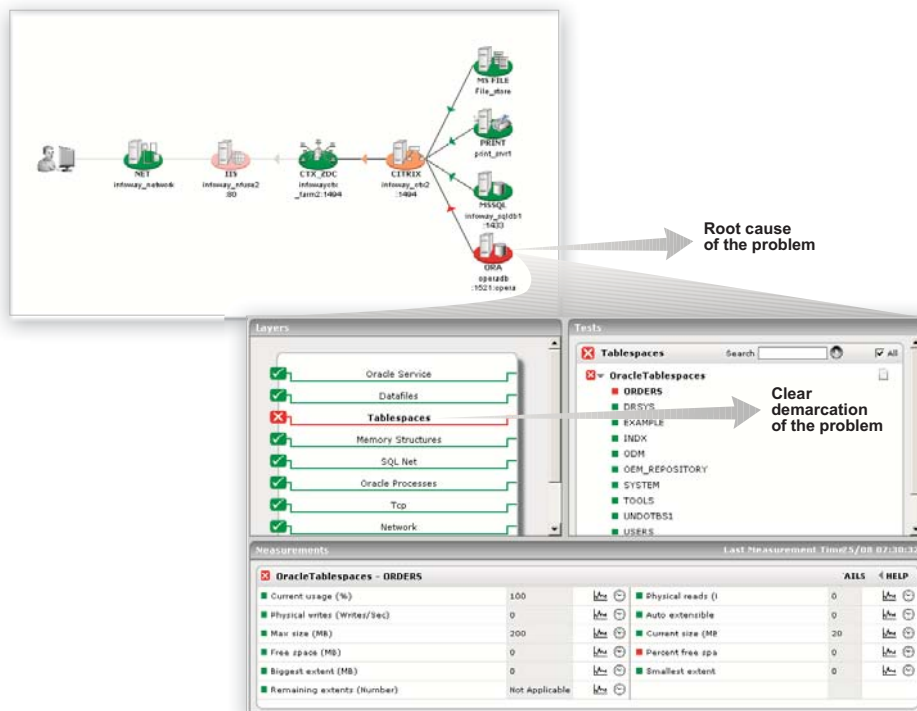 MS FILE
File_store
PRINT
print_srvr1
NET
infoway_network
IIS
infoway_nfuse2
:80
CTX_ZDC
infowayctx
_farm2:1494
CITRIX
infoway_ctx2
:1494
MSSQL
infoway_sqldb1
:1433
ORA
operadb
:1521:opera
Root cause
of the problem
Layers
Oracle Service
Datafiles
Tablespaces
Memory Structures
SQL Net
Oracle Processes
Tcp
Network
Tests
Tablespaces Search All
OracleTablespaces
ORDERS
DRSYS
EXAMPLE
INDX
ODM
OEM_REPOSITORY
SYSTEM
TOOLS
UNDOTBS1
USERS
Clear
demarcation
of the problem
Measurements Last Measurement Time 25/08 07:30:32
OracleTablespaces - ORDERS AILS HELP
Current usage (%) 100 Physical reads ( 0
Physical writes (Writes/Sec) 0 Auto extensible 0
Max size (MB) 200 Current size (MB 20
Free space (MB) 0 Percent free spa 0
Biggest extent (MB) 0 Smallest extent 0
Remaining extents (Number) Not Applicable